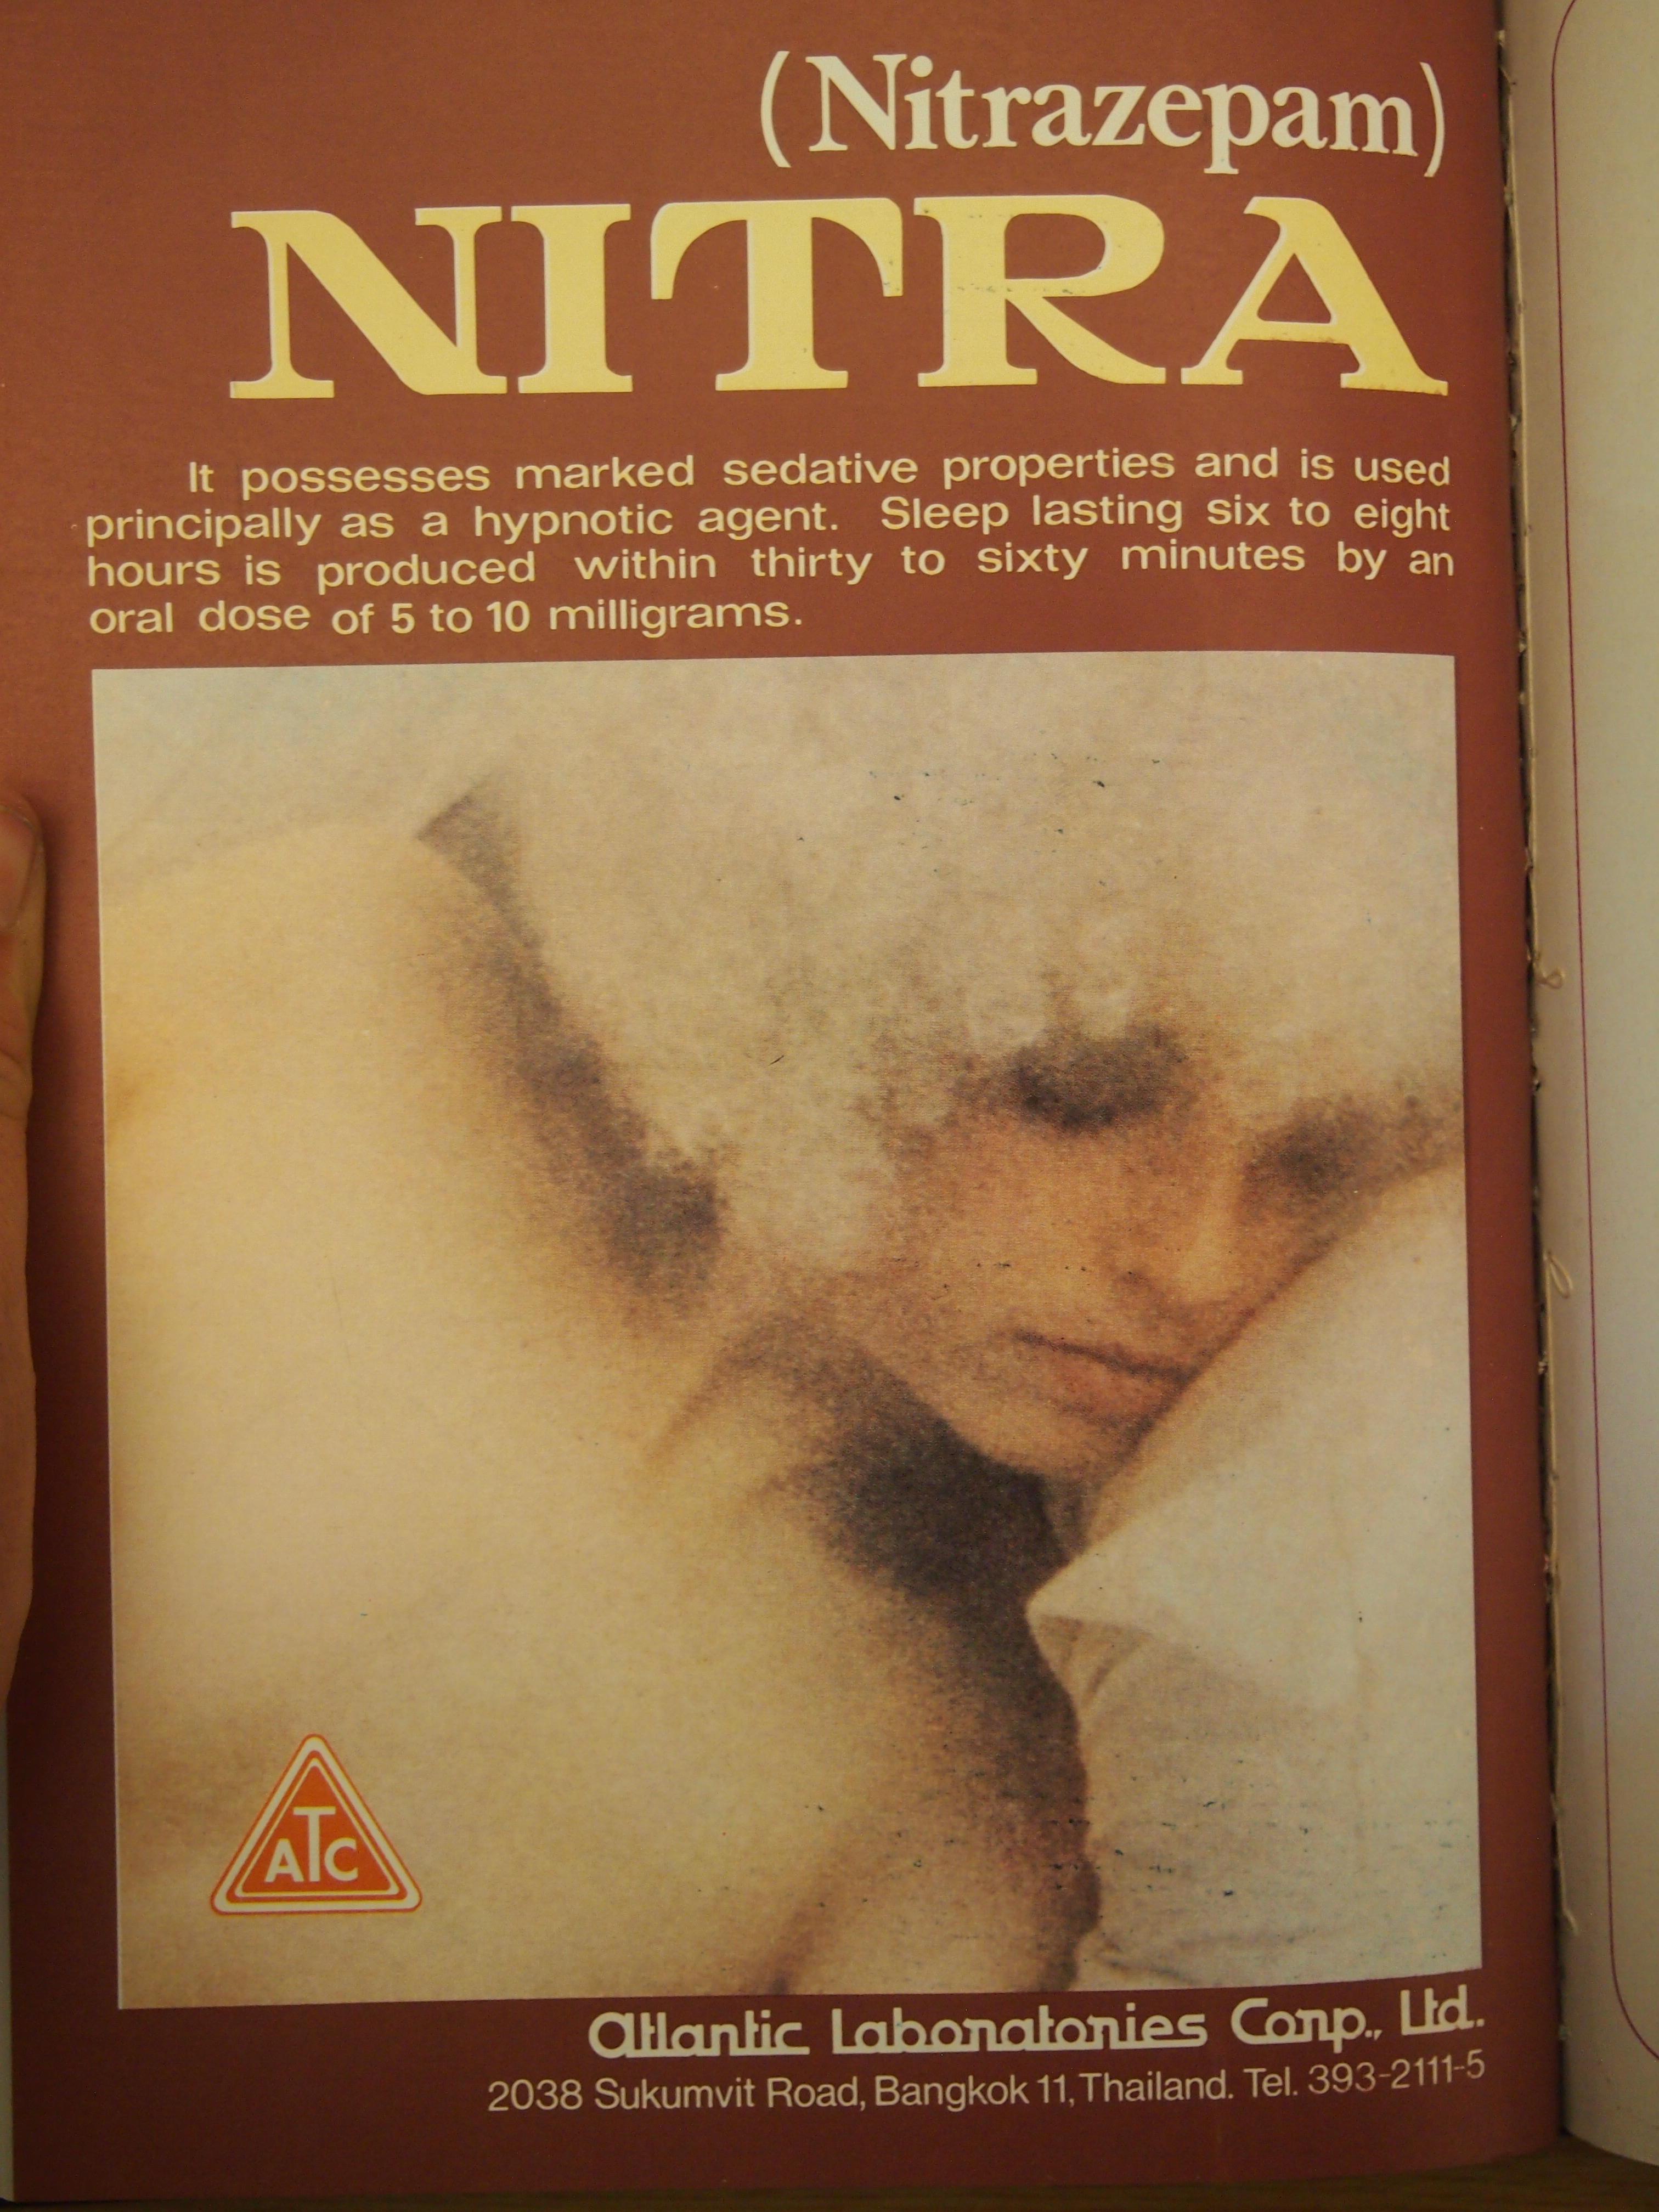 (Nitrazepam)
NITRA
It possesses marked sedative properties and is used
principally as a hypnotic agent. Sleep lasting six to eight
hours is produced within thirty to sixty minutes by an
oral dose of 5 to 10 milligrams.
ATC
Atlantic Laboratories Corp., Ltd.
2038 Sukumvit Road, Bangkok 11, Thailand. Tel. 393-2111-5